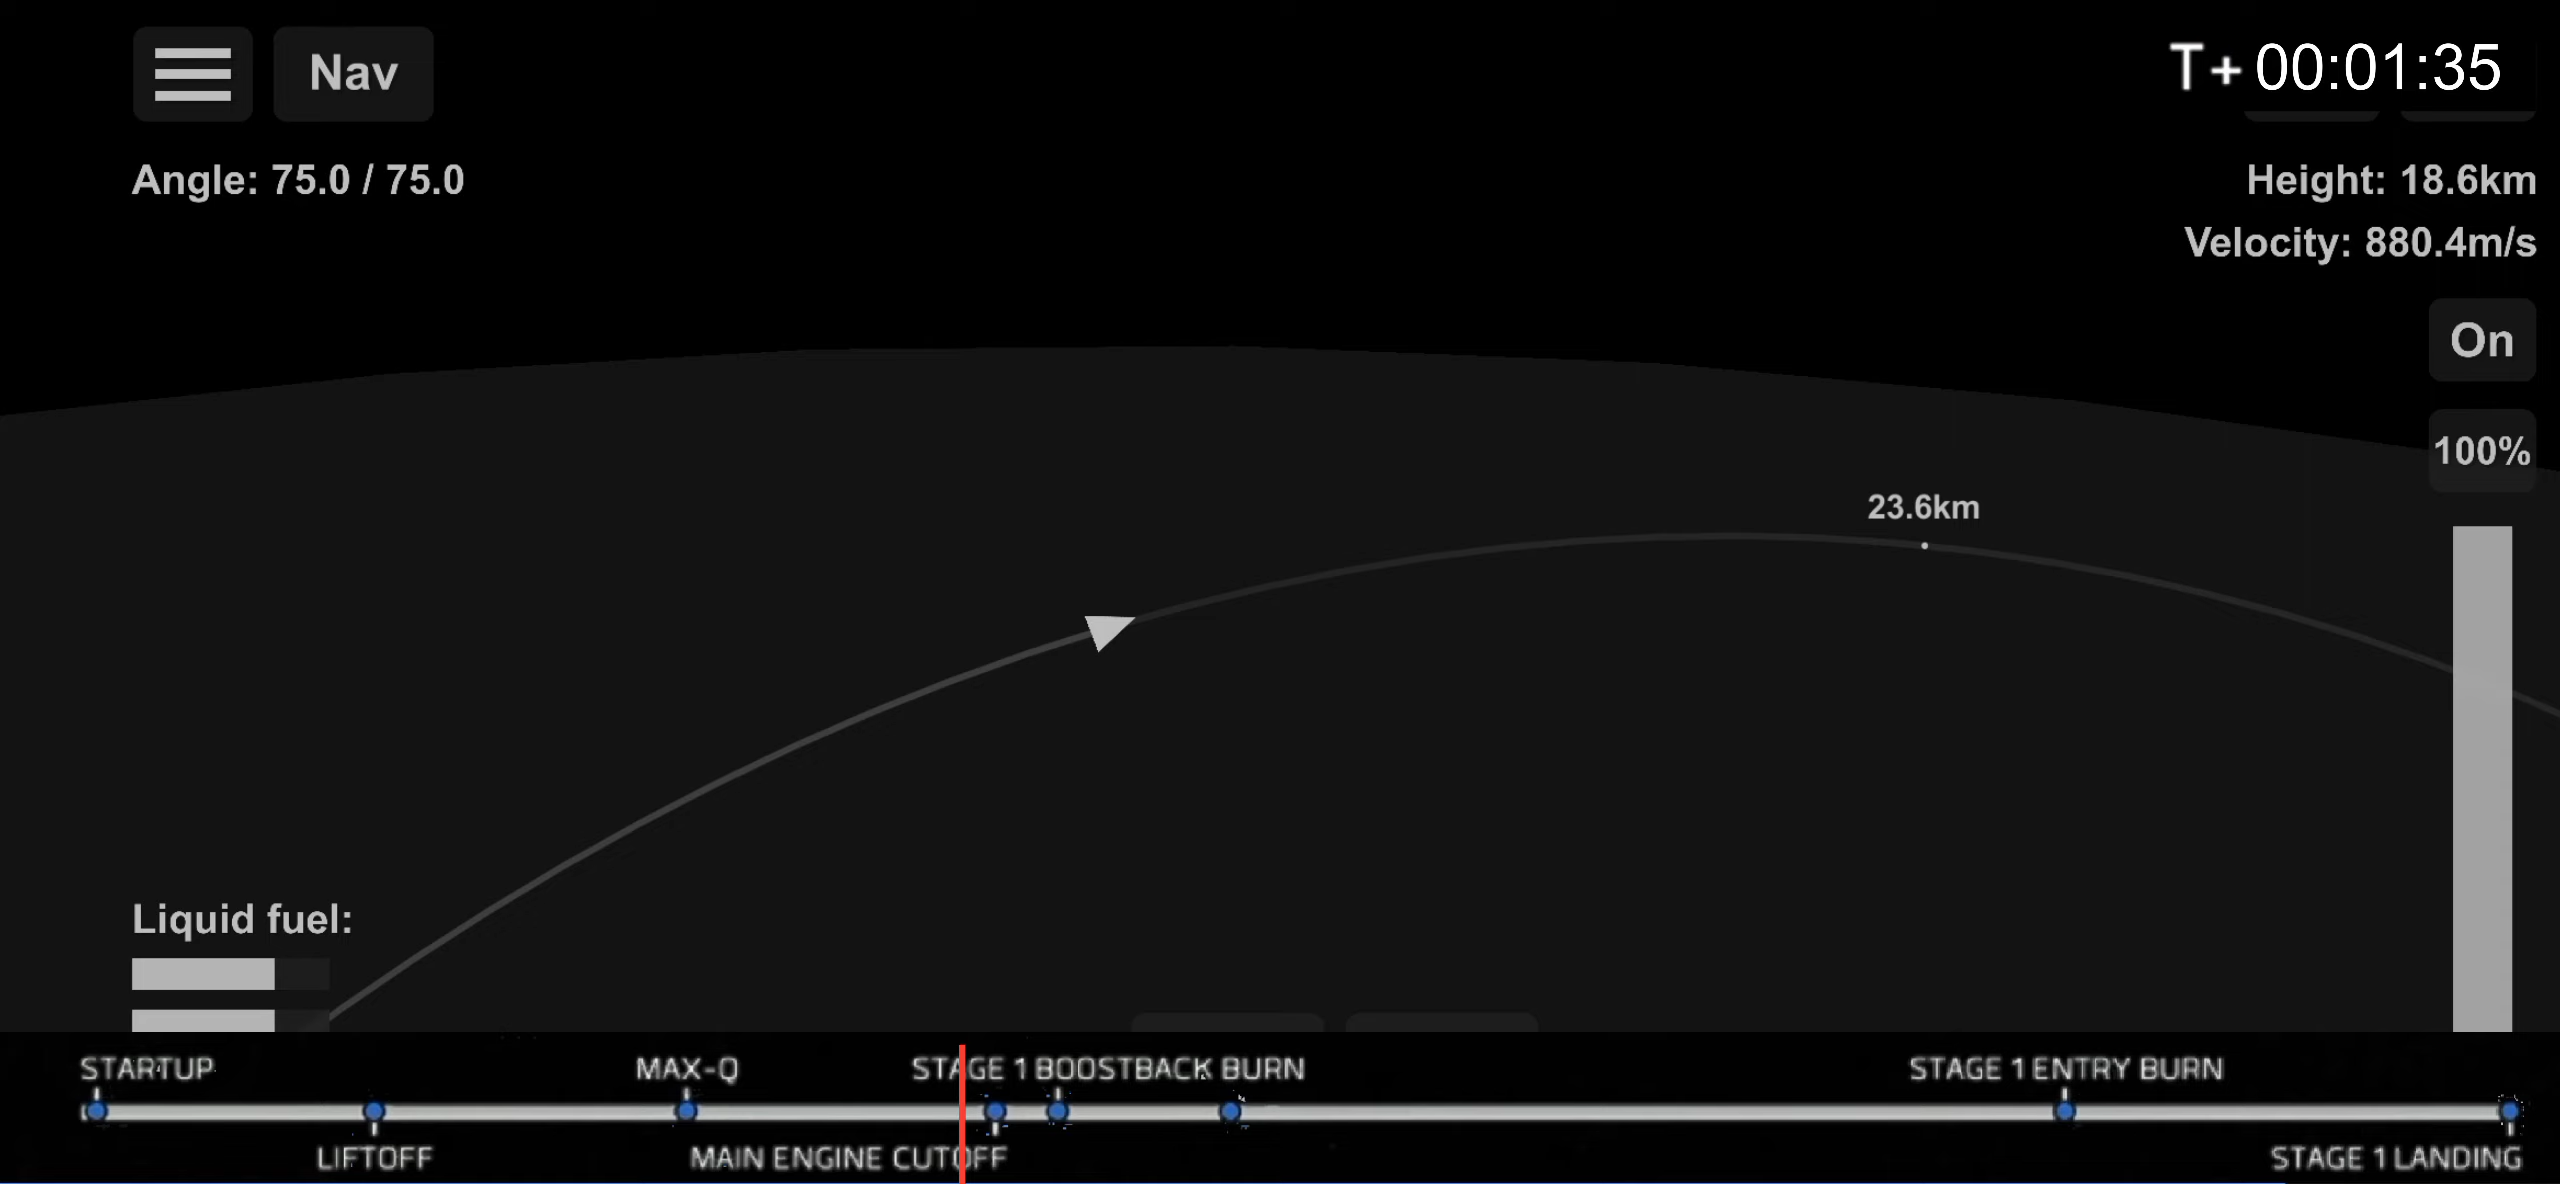 Nav
T+ 00:01:35
Angle: 75.0 / 75.0
Height: 18.6km
Velocity: 880.4m/s
On
100%
23.6km
Liquid fuel:
STARTUP
MAX-Q
STAGE 1 BOOSTBACK BURN
STAGE 1 ENTRY BURN
LIFTOFF
MAIN ENGINE CUTOFF
STAGE 1 LANDING